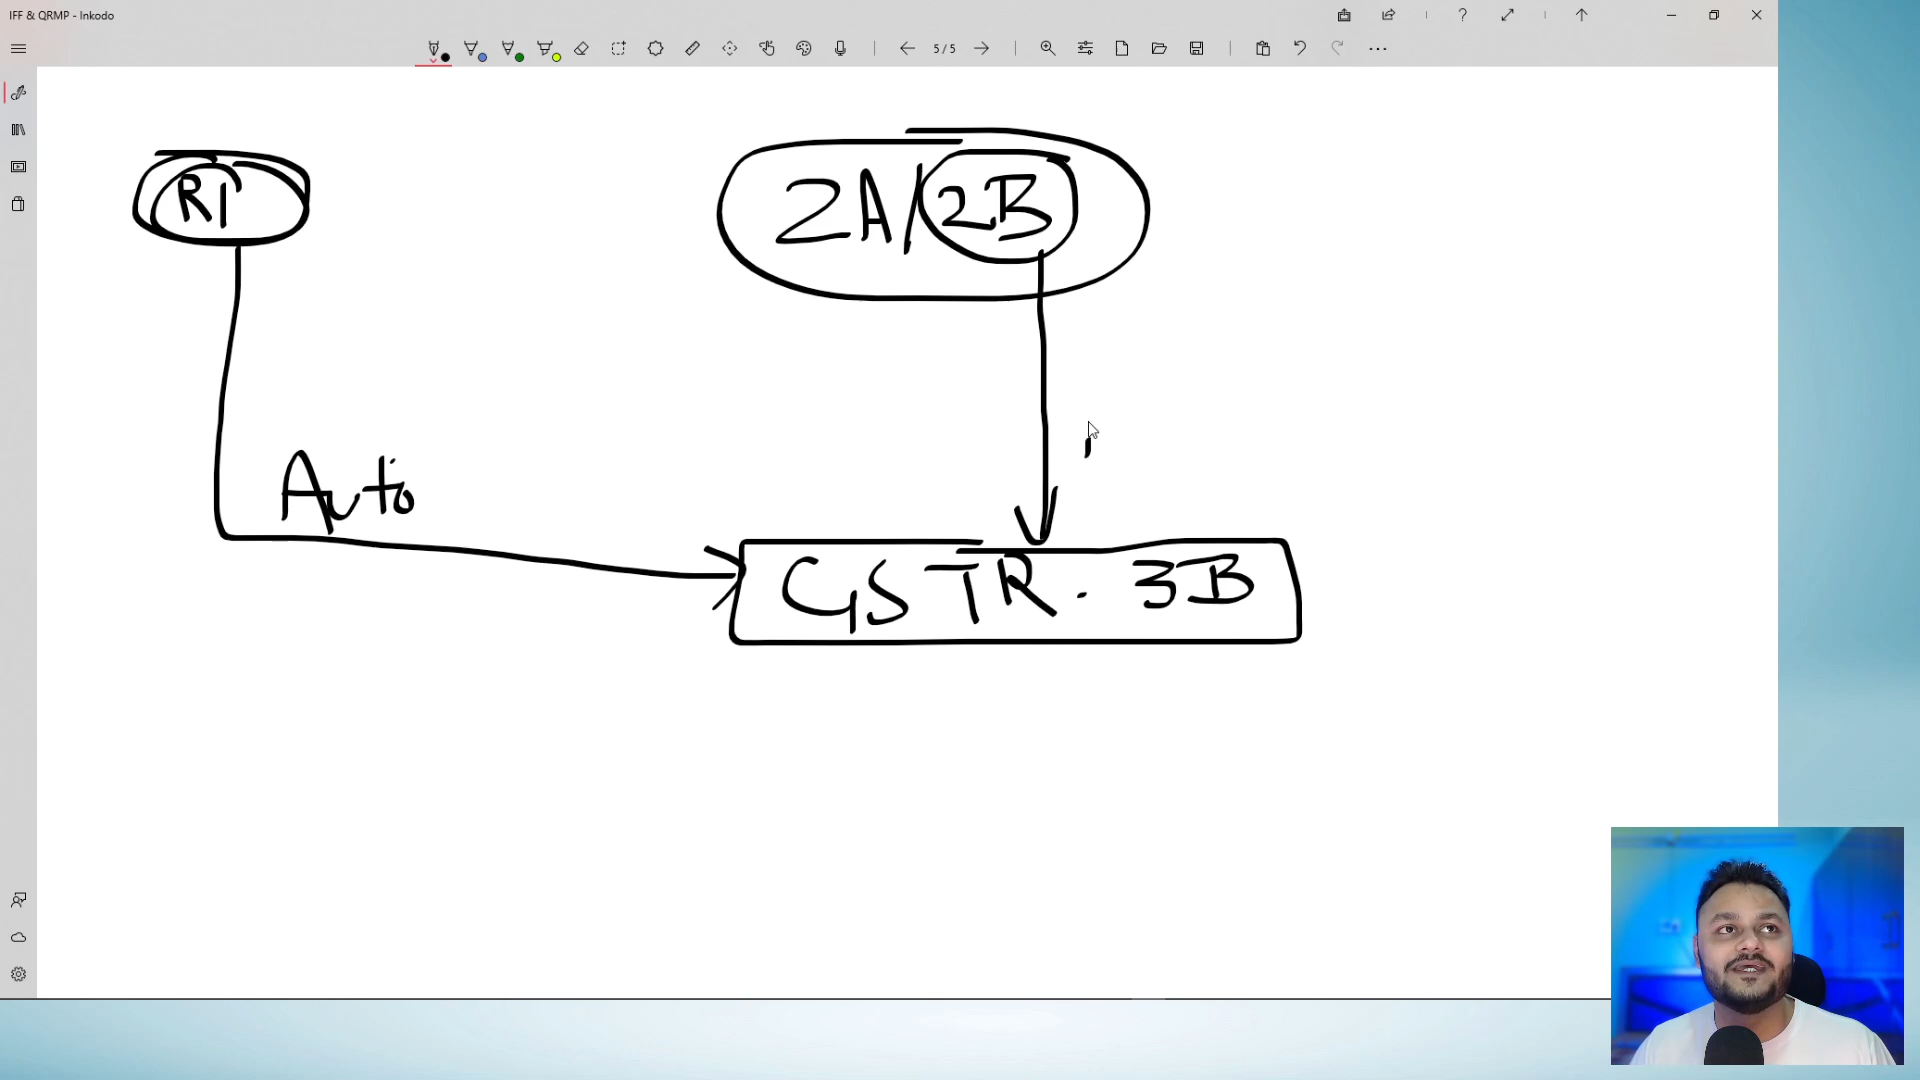 IFF & QRMP - Inkodo
5/5
R1
2A/2B
Auto
GSTR. 3B